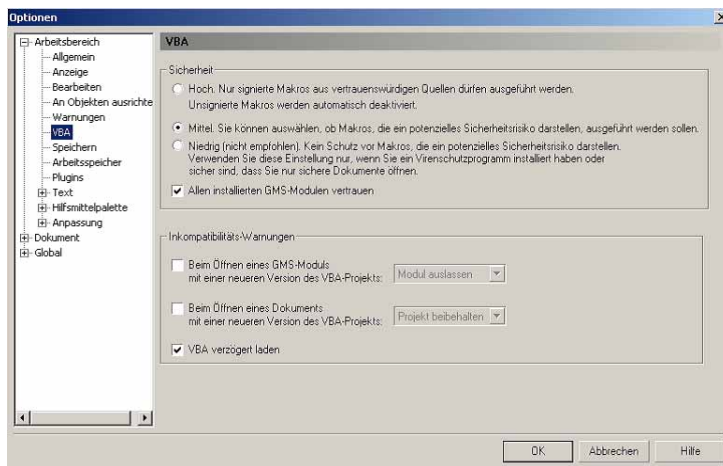 Optionen
Arbeitsbereich
Allgemein
Anzeige
Bearbeiten
An Objekten ausrichte
Warnungen
VBA
Speichern
Arbeitsspeicher
Plugins
Text
Hilfsmittelpalette
Anpassung
Dokument
Global
VBA
Sicherheit
Hoch. Nur signierte Makros aus vertrauenswürdigen Quellen dürfen ausgeführt werden.
Unsignierte Makros werden automatisch deaktiviert.
Mittel. Sie können auswählen, ob Makros, die ein potenzielles Sicherheitsrisiko darstellen, ausgeführt werden sollen.
Niedrig (nicht empfohlen). Kein Schutz vor Makros, die ein potenzielles Sicherheitsrisiko darstellen.
Verwenden Sie diese Einstellung nur, wenn Sie ein Virenschutzprogramm installiert haben oder
sicher sind, dass Sie nur sichere Dokumente öffnen.
Allen installierten GMS-Modulen vertrauen
Inkompatibilitäts-Warnungen
Beim Öffnen eines GMS-Moduls
mit einer neueren Version des VBA-Projekts: Modul auslassen
Beim Öffnen eines Dokuments
mit einer neueren Version des VBA-Projekts: Projekt beibehalten
VBA verzögert laden
OK Abbrechen Hilfe